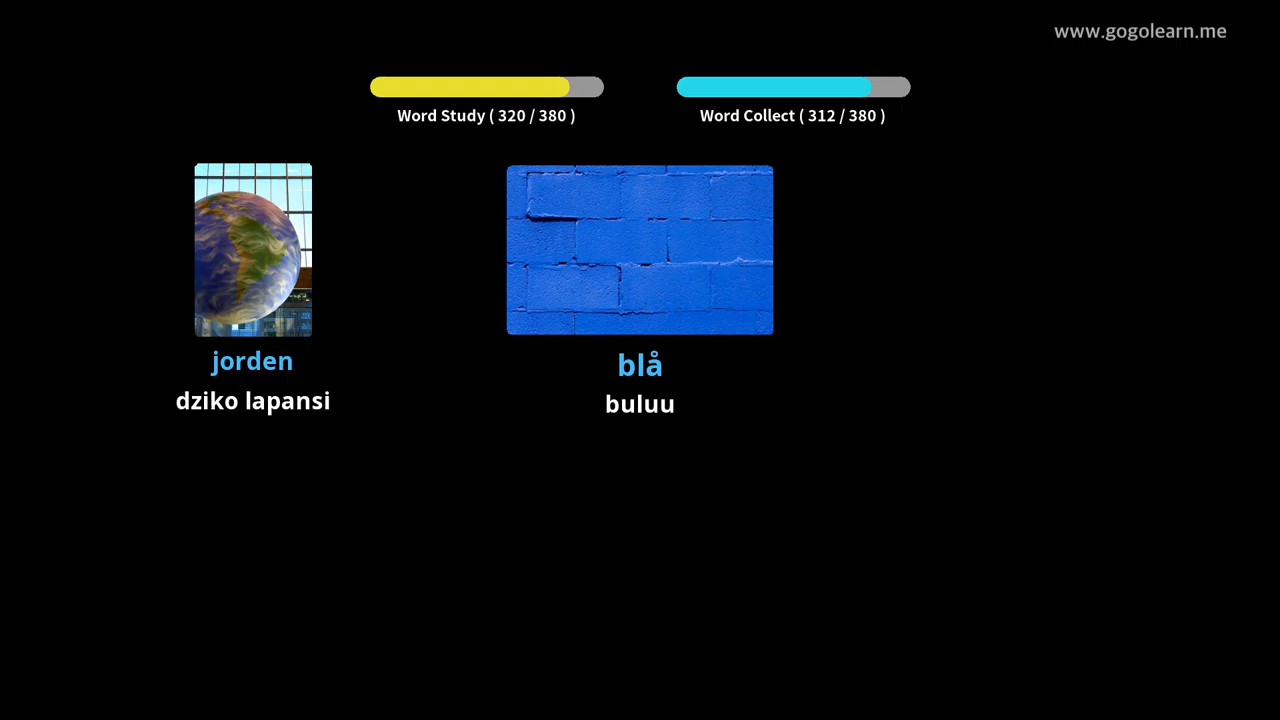 www.gogolearn.me
Word Study ( 320 / 380 )
Word Collect ( 312 / 380 )
jorden
dziko lapansi
blå
buluu